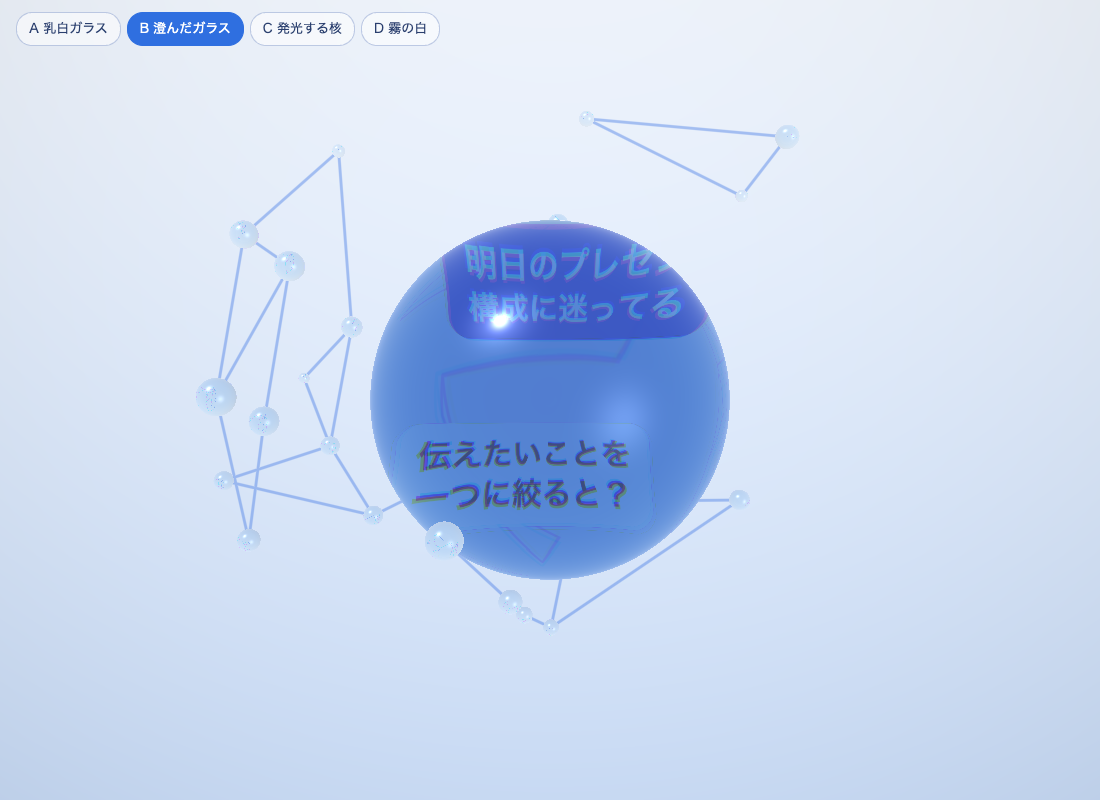 A 乳白ガラス
B 澄んだガラス
C 発光する核
D 霧の白
明日のプレゼン
構成に迷ってる
伝えたいことを
一つに絞ると？